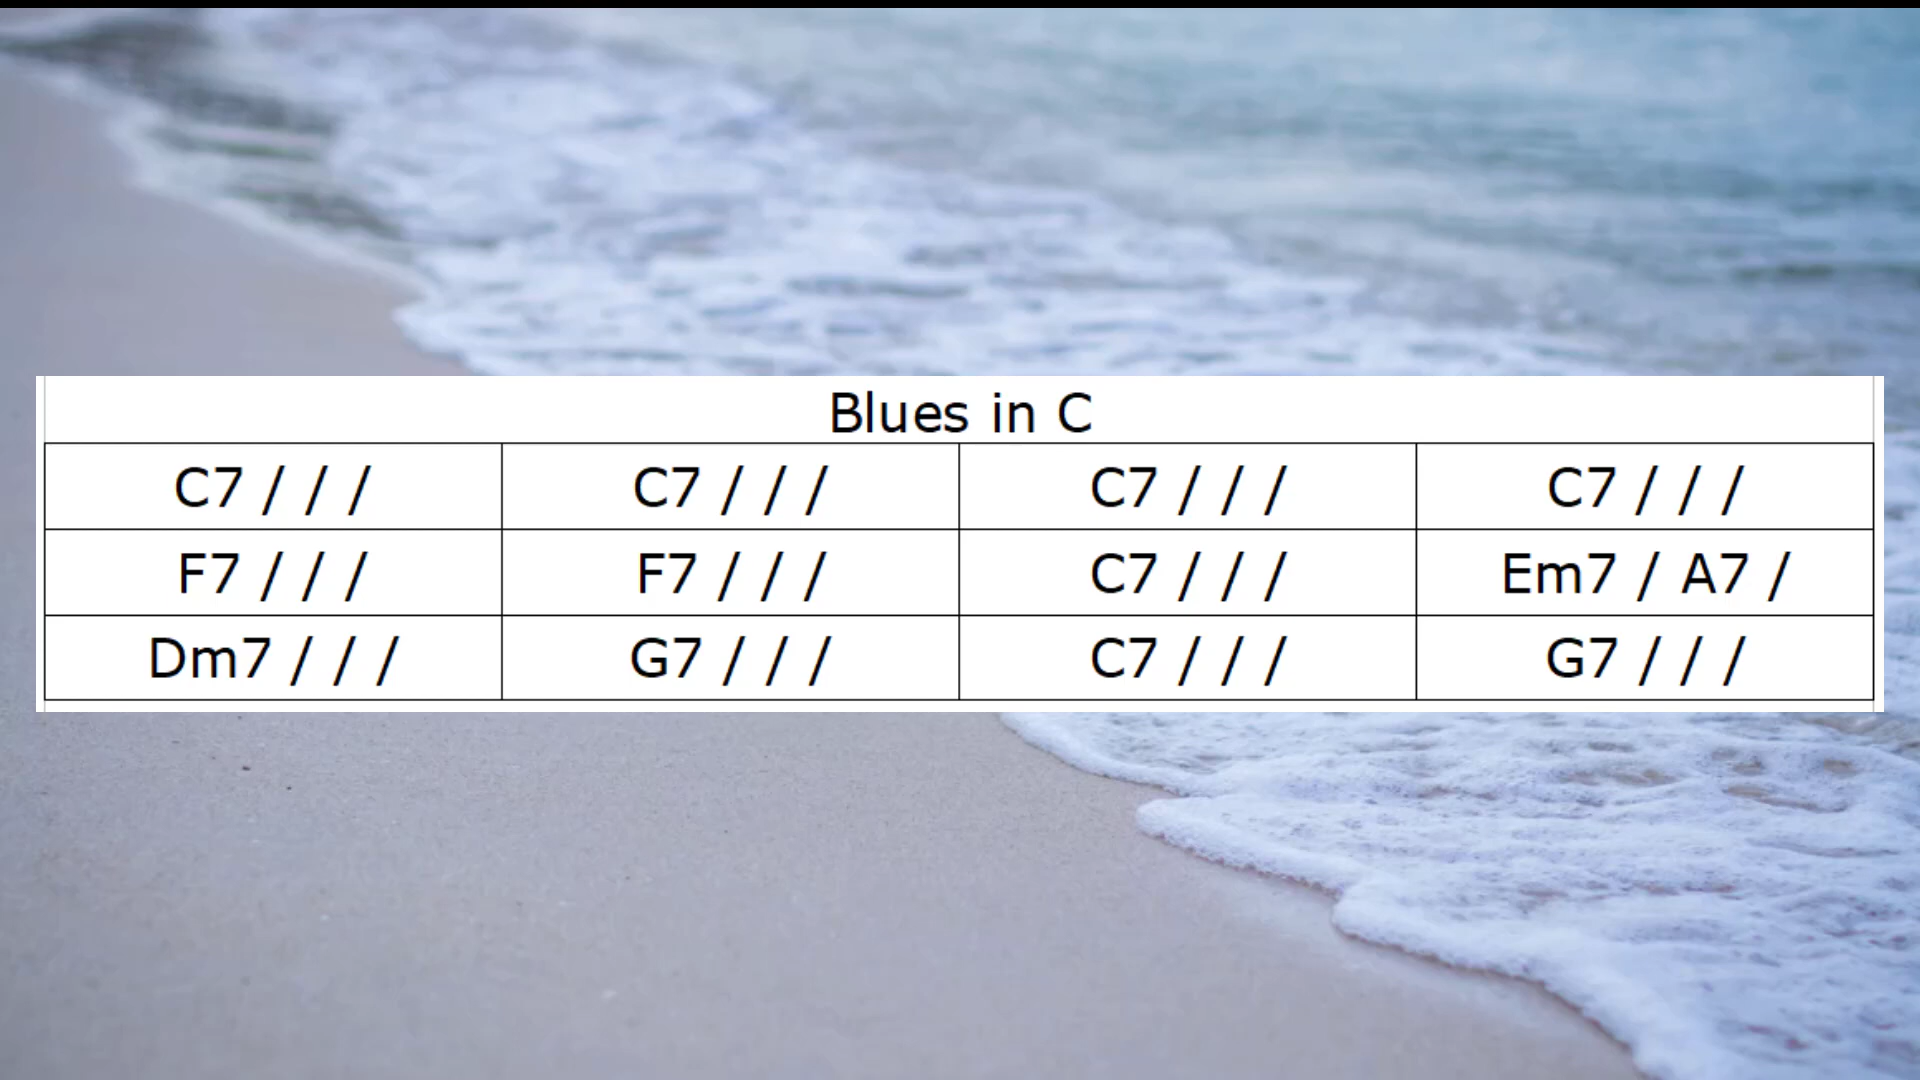 Blues in C
C7 / / / C7 / / / C7 / / / C7 / / /
F7 / / / F7 / / / C7 / / / Em7 / A7 /
Dm7 / / / G7 / / / C7 / / / G7 / / /